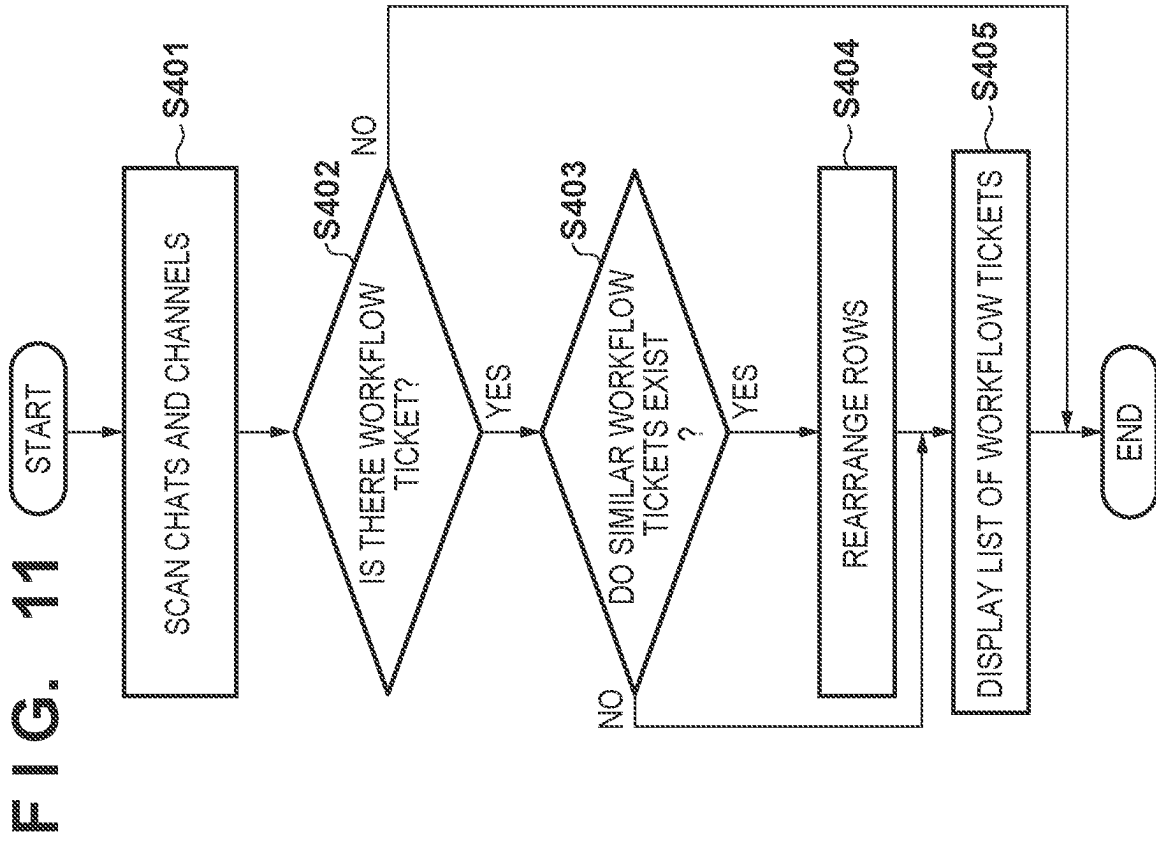 FIG. 11
START
SCAN CHATS AND CHANNELS
S401
IS THERE WORKFLOW
TICKET?
S402
NO
YES
DO SIMILAR WORKFLOW
TICKETS EXIST
?
S403
NO
YES
REARRANGE ROWS
S404
DISPLAY LIST OF WORKFLOW TICKETS
S405
END